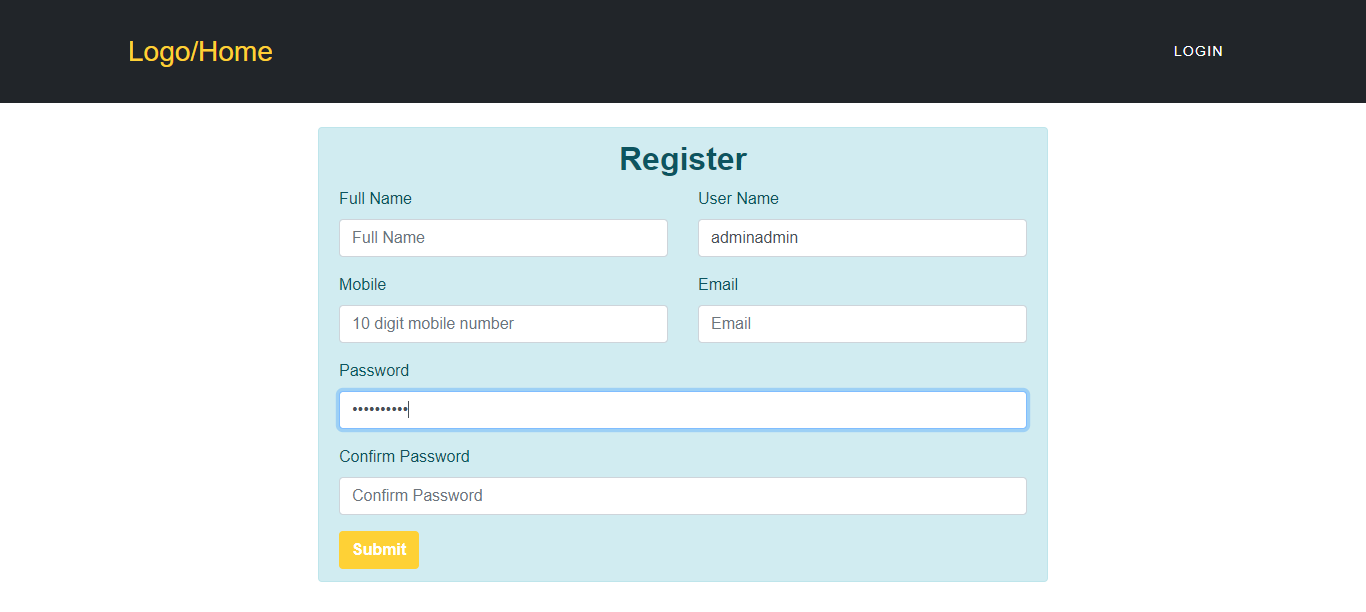 Logo/Home
LOGIN
Register
Full Name
User Name
Full Name
adminadmin
Mobile
Email
10 digit mobile number
Email
Password
••••••••••
Confirm Password
Confirm Password
Submit